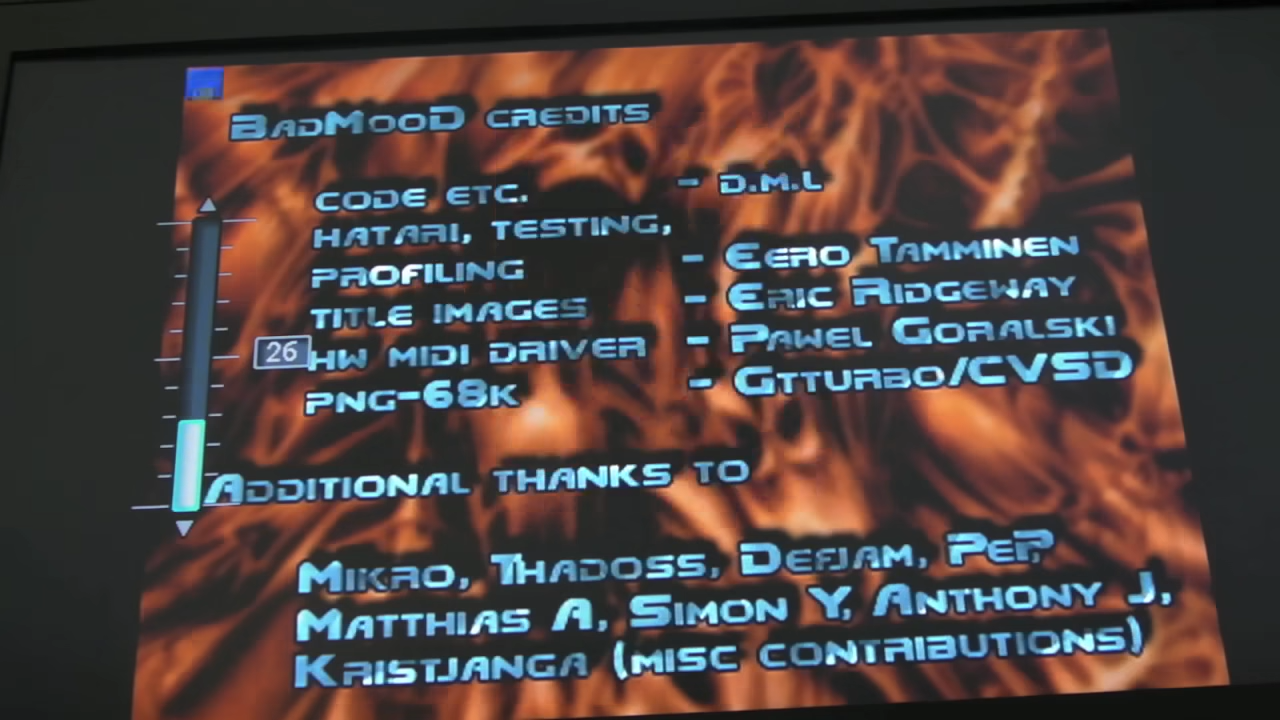 BadMooD credits
code etc. - D.M.L
Hatari, testing,
profiling - Eero Tamminen
title images - Eric Ridgeway
26
HW MIDI driver - Pawel Goralski
PNG-68k - Gtturbo/CVSD
Additional thanks to
Mikro, Thadoss, Defjam, PeP,
Matthias A, Simon Y, Anthony J,
Kristjanga (misc contributions)